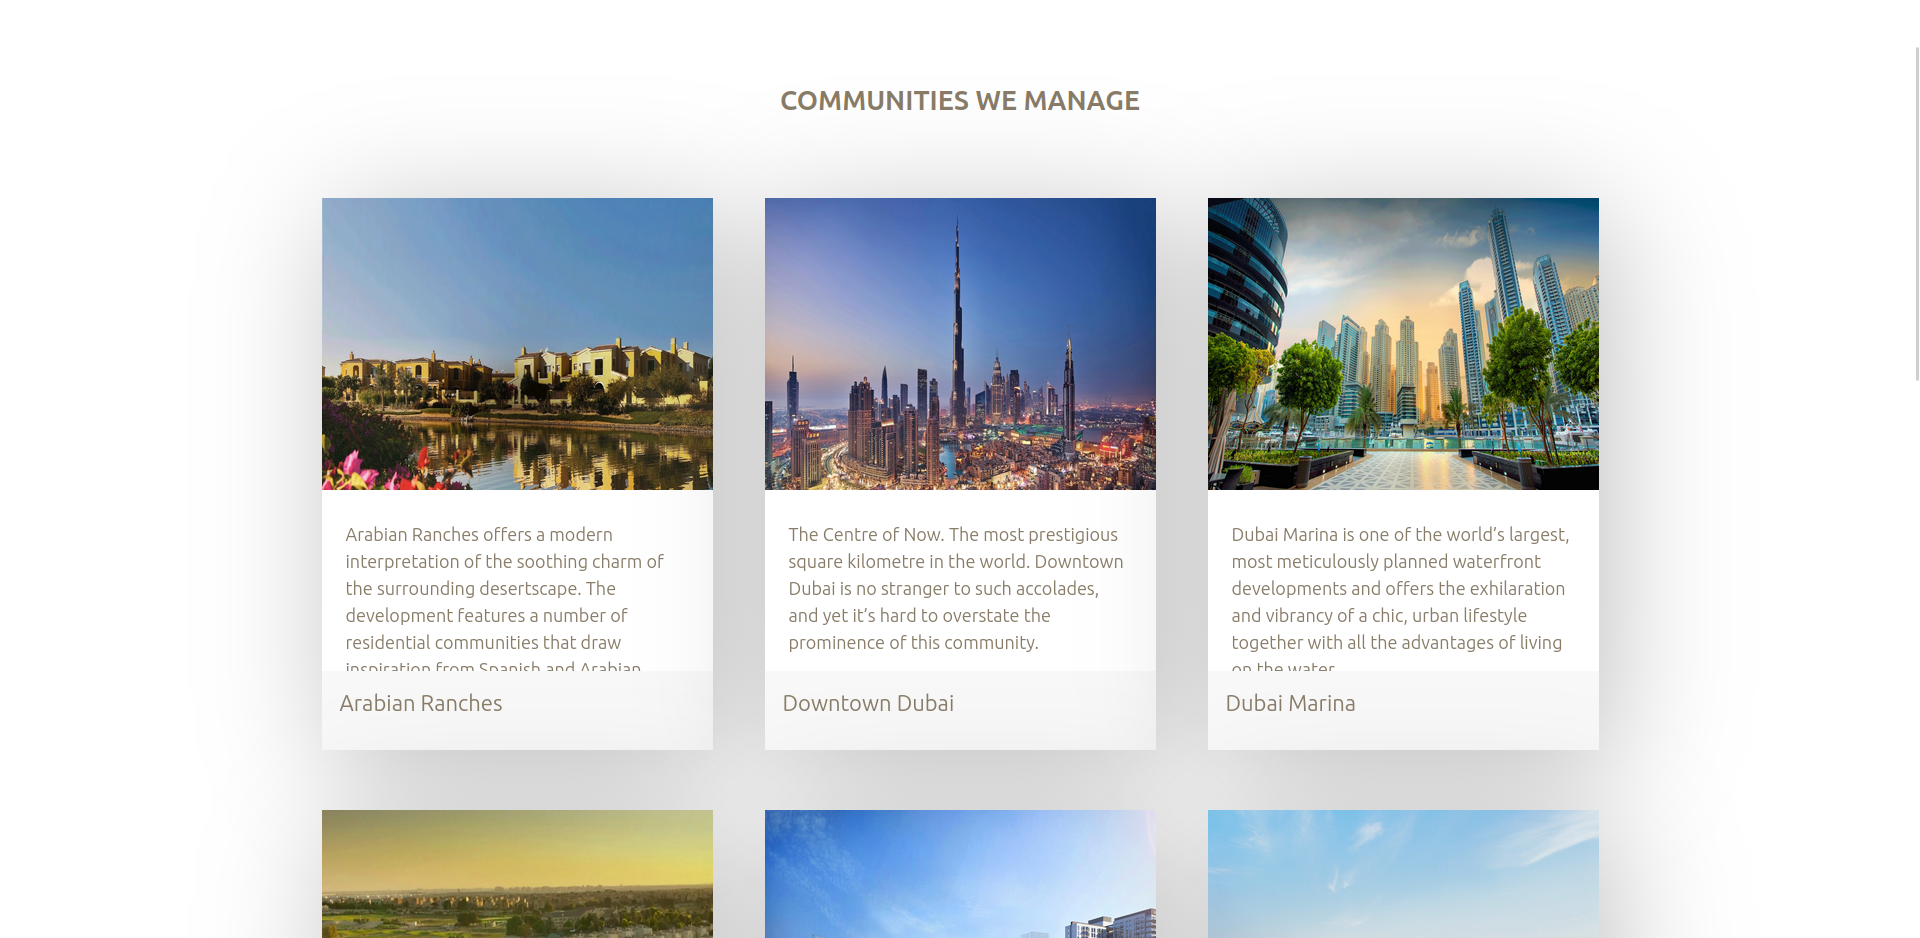 COMMUNITIES WE MANAGE
Arabian Ranches offers a modern
interpretation of the soothing charm of
the surrounding desertscape. The
development features a number of
residential communities that draw
inspiration from Spanish and Arabian
Arabian Ranches
The Centre of Now. The most prestigious
square kilometre in the world. Downtown
Dubai is no stranger to such accolades,
and yet it’s hard to overstate the
prominence of this community.
Downtown Dubai
Dubai Marina is one of the world’s largest,
most meticulously planned waterfront
developments and offers the exhilaration
and vibrancy of a chic, urban lifestyle
together with all the advantages of living
on the water.
Dubai Marina